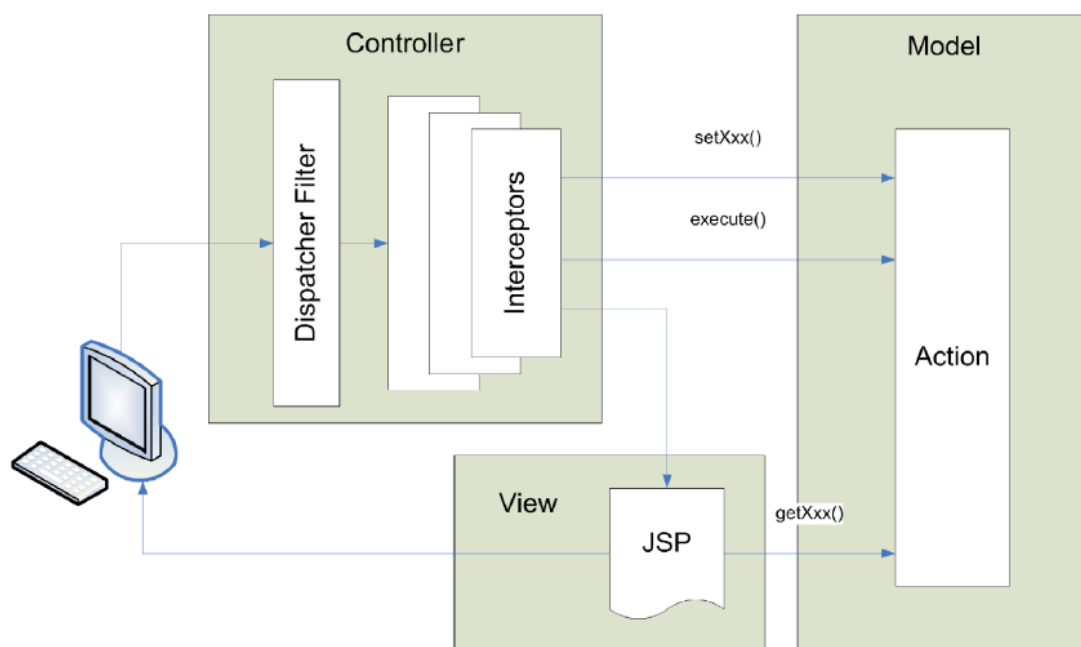 Controller
Model
Dispatcher Filter
Interceptors
setXxx()
execute()
Action
View
JSP
getXxx()